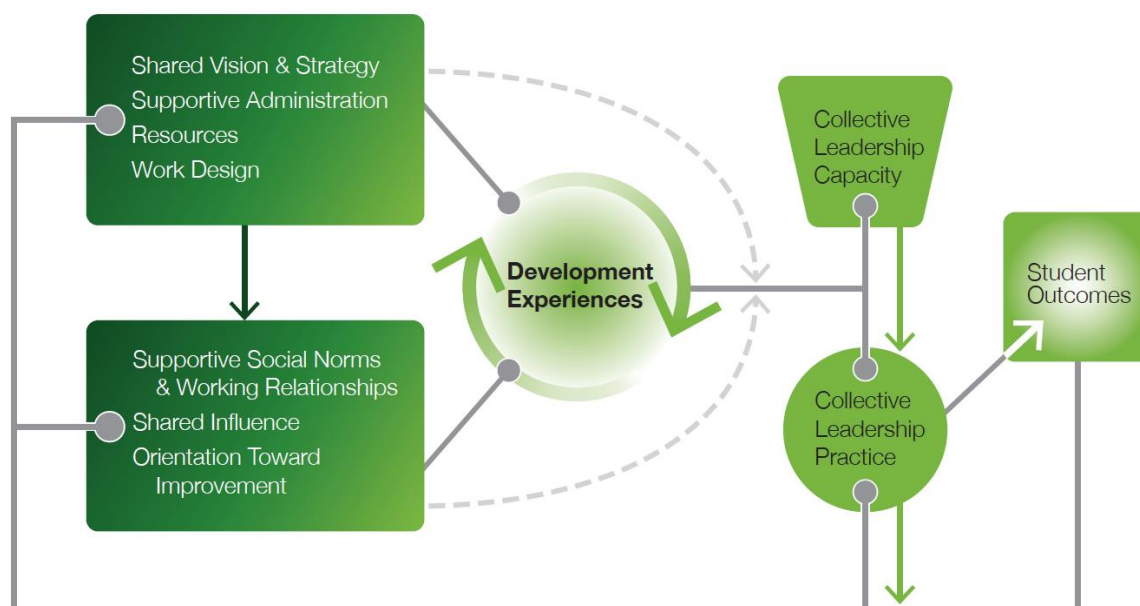 Shared Vision & Strategy
Supportive Administration
Resources
Work Design
Supportive Social Norms
& Working Relationships
Shared Influence
Orientation Toward
Improvement
Development
Experiences
Collective
Leadership
Capacity
Collective
Leadership
Practice
Student
Outcomes